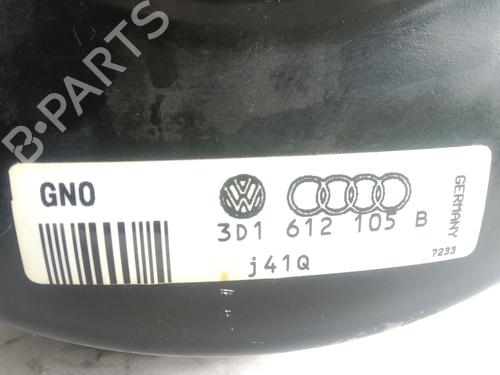 B-PARTS
GNO
3D1 612 105 B
j41Q
GERMANY
7233